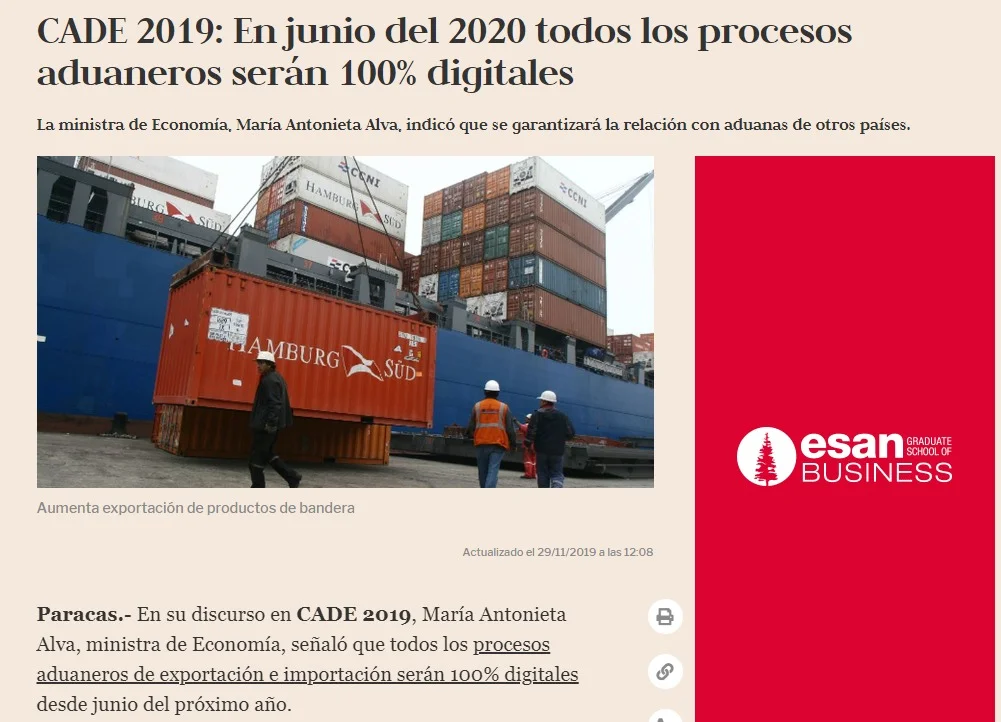 CADE 2019: En junio del 2020 todos los procesos
aduaneros serán 100% digitales
La ministra de Economía, María Antonieta Alva, indicó que se garantizará la relación con aduanas de otros países.
CCNI
HAMBURG SÜD
CCNI
BURG SÜD
HAMBURG SÜD
esan GRADUATE
SCHOOL OF
BUSINESS
Aumenta exportación de productos de bandera
Actualizado el 29/11/2019 a las 12:08
Paracas.- En su discurso en CADE 2019, María Antonieta
Alva, ministra de Economía, señaló que todos los procesos
aduaneros de exportación e importación serán 100% digitales
desde junio del próximo año.